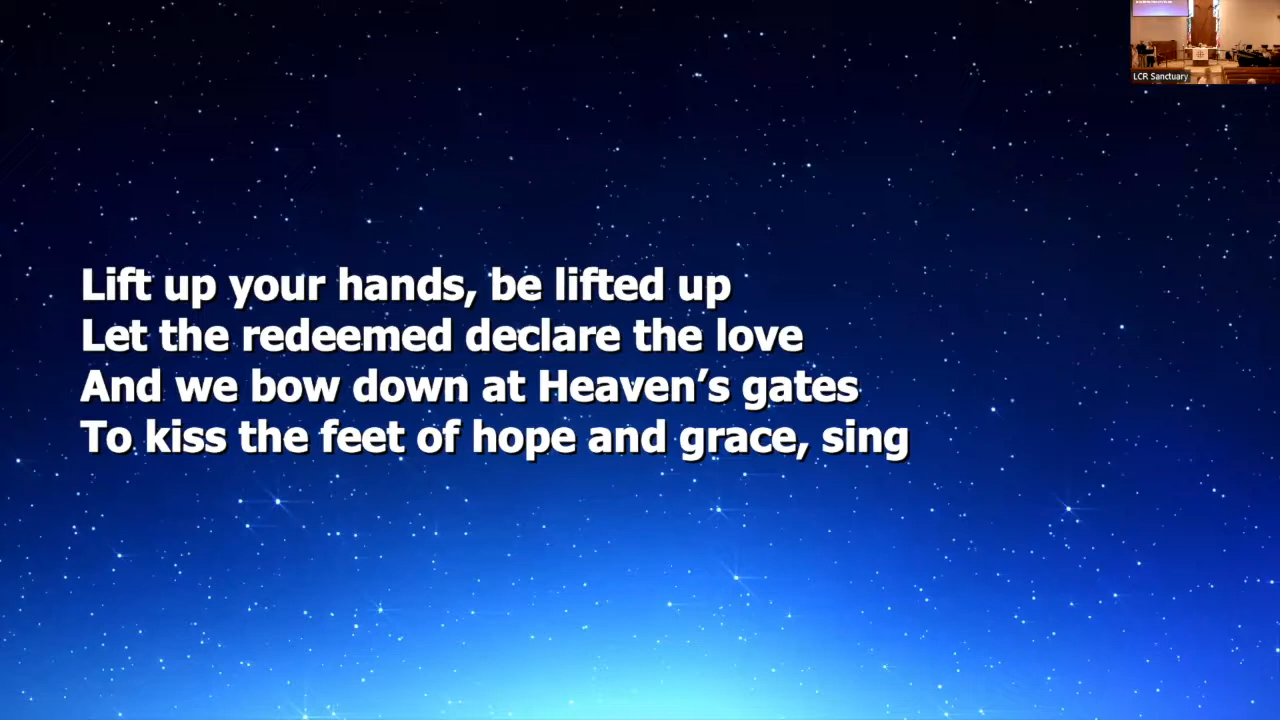 LCR Sanctuary
Lift up your hands, be lifted up
Let the redeemed declare the love
And we bow down at Heaven’s gates
To kiss the feet of hope and grace, sing